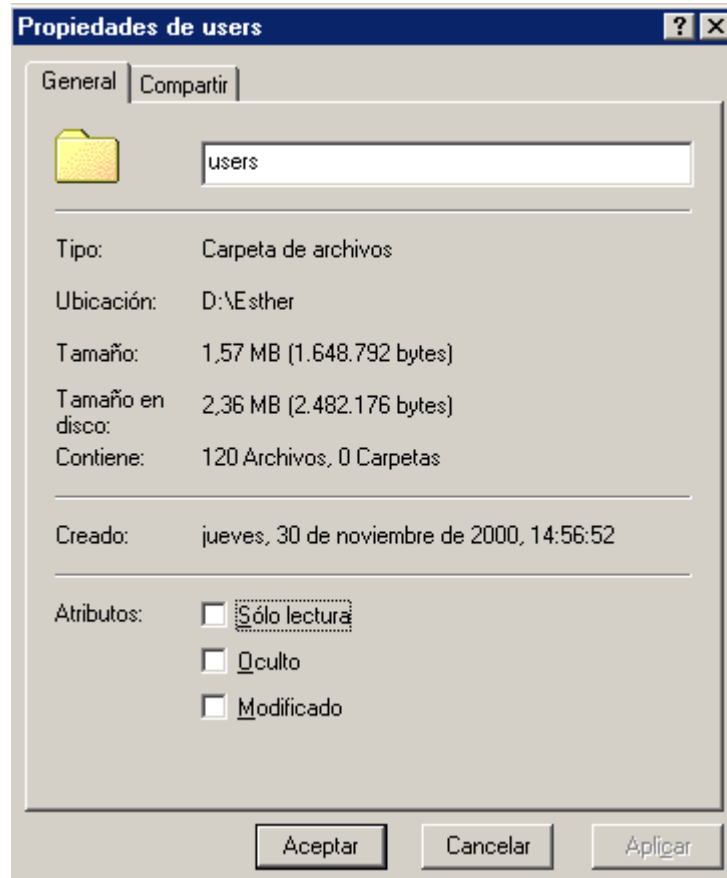 Propiedades de users
General Compartir
users
Tipo: Carpeta de archivos
Ubicación: D:\Esther
Tamaño: 1,57 MB (1.648.792 bytes)
Tamaño en
disco: 2,36 MB (2.482.176 bytes)
Contiene: 120 Archivos, 0 Carpetas
Creado: jueves, 30 de noviembre de 2000, 14:56:52
Atributos: Sólo lectura
Oculto
Modificado
Aceptar Cancelar Aplicar